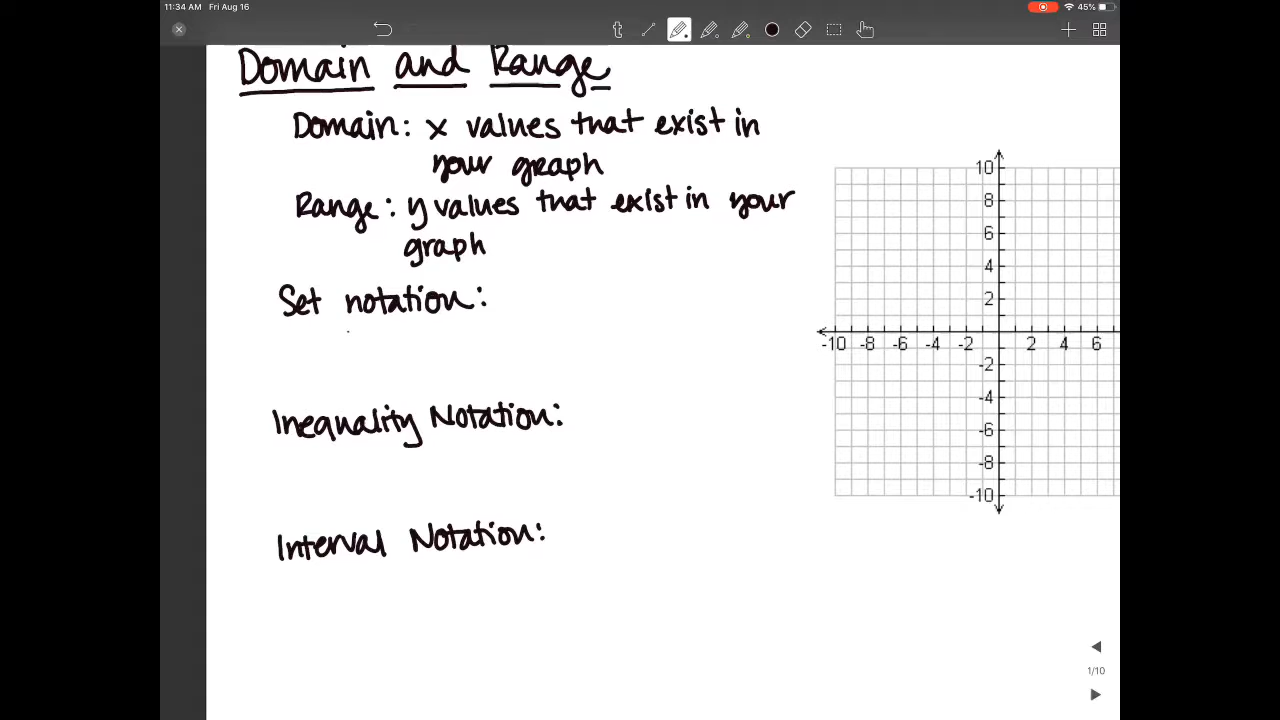 11:34 AM Fri Aug 16
45%
Domain and Range
Domain: x values that exist in
your graph
Range: y values that exist in your
graph
Set notation:
Inequality Notation:
Interval Notation:
10
8
6
4
2
-10 -8 -6 -4 -2 2 4 6
-2
-4
-6
-8
-10
1/10